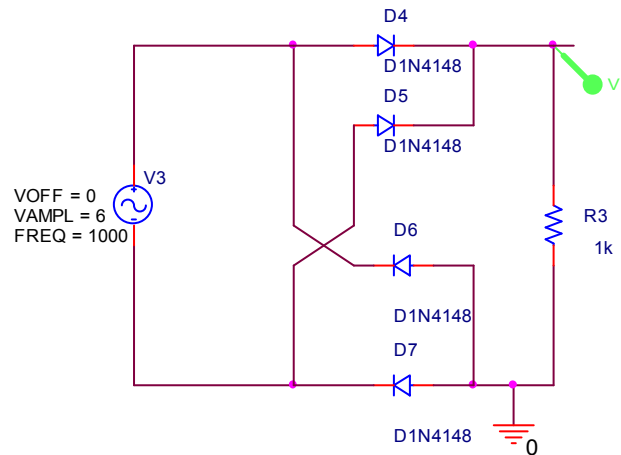 D4
D1N4148
V
D5
D1N4148
V3
+
-
VOFF = 0
VAMPL = 6
FREQ = 1000
R3
1k
D6
D1N4148
D7
D1N4148
0